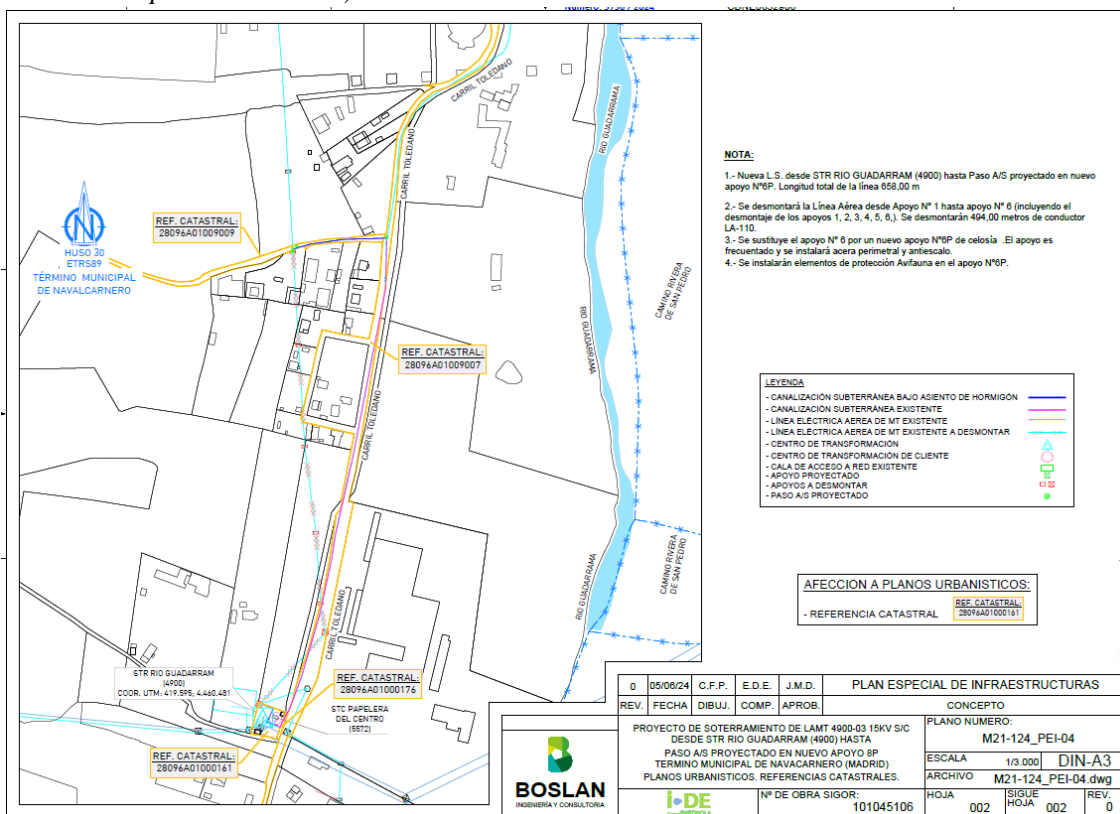 Número: 5750 / 2024
CARRIL TOLEDANO
RIO GUADARRAMA
CARRIL TOLEDANO
REF. CATASTRAL:
28096A01009009
N
HUSO 30
ETRS89
TÉRMINO MUNICIPAL
DE NAVALCARNERO
CAMINO RIVERA
DE SAN PEDRO
RIO GUADARRAMA
REF. CATASTRAL:
28096A01009007
CARRIL TOLEDANO
RIO GUADARRAMA
CAMINO RIVERA
DE SAN PEDRO
CARRIL TOLEDANO
STR RIO GUADARRAM
(4900)
COOR. UTM: 419.595; 4.460.481
REF. CATASTRAL:
28096A01000176
STC PAPELERA
DEL CENTRO
(5572)
REF. CATASTRAL:
28096A01000161
NOTA:
1.- Nueva L.S. desde STR RIO GUADARRAM (4900) hasta Paso A/S proyectado en nuevo
apoyo Nº6P. Longitud total de la línea 658,00 m
2.- Se desmontará la Línea Aérea desde Apoyo Nº 1 hasta apoyo Nº 6 (incluyendo el
desmontaje de los apoyos 1, 2, 3, 4, 5, 6,). Se desmontarán 494,00 metros de conductor
LA-110.
3.- Se sustituye el apoyo Nº 6 por un nuevo apoyo Nº6P de celosía .El apoyo es
frecuentado y se instalará acera perimetral y antiescalo.
4.- Se instalarán elementos de protección Avifauna en el apoyo Nº6P.
LEYENDA
- CANALIZACIÓN SUBTERRÁNEA BAJO ASIENTO DE HORMIGÓN
- CANALIZACIÓN SUBTERRÁNEA EXISTENTE
- LÍNEA ELÉCTRICA AEREA DE MT EXISTENTE
- LÍNEA ELÉCTRICA AEREA DE MT EXISTENTE A DESMONTAR
- CENTRO DE TRANSFORMACIÓN
- CENTRO DE TRANSFORMACIÓN DE CLIENTE
- CALA DE ACCESO A RED EXISTENTE
- APOYO PROYECTADO
- APOYOS A DESMONTAR
- PASO A/S PROYECTADO
AFECCION A PLANOS URBANISTICOS:
- REFERENCIA CATASTRAL
REF. CATASTRAL:
28096A01000161
0 05/06/24 C.F.P. E.D.E. J.M.D. PLAN ESPECIAL DE INFRAESTRUCTURAS
REV. FECHA DIBUJ. COMP. APROB. CONCEPTO
BOSLAN
INGENIERÍA Y CONSULTORIA
PROYECTO DE SOTERRAMIENTO DE LAMT 4900-03 15KV S/C
DESDE STR RIO GUADARRAM (4900) HASTA
PASO A/S PROYECTADO EN NUEVO APOYO 8P
TERMINO MUNICIPAL DE NAVACARNERO (MADRID)
PLANOS URBANISTICOS. REFERENCIAS CATASTRALES.
PLANO NUMERO:
M21-124_PEI-04
ESCALA 1/3.000 DIN-A3
ARCHIVO M21-124_PEI-04.dwg
i-DE
Nº DE OBRA SIGOR:
101045106
HOJA 002
SIGUE HOJA 002
REV. 0